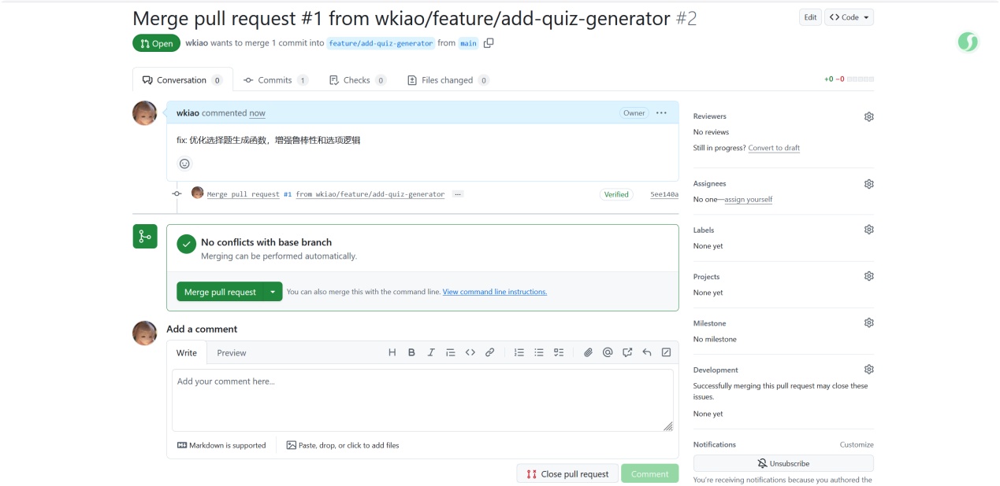 Merge pull request #1 from wkiao/feature/add-quiz-generator #2
Edit
Code
Open
wkiao wants to merge 1 commit into feature/add-quiz-generator from main
Conversation 0
Commits 1
Checks 0
Files changed 0
+0 −0
wkiao commented now
Owner
fix: 优化选择题生成函数，增强鲁棒性和选项逻辑
Merge pull request #1 from wkiao/feature/add-quiz-generator
Verified
5ee140a
No conflicts with base branch
Merging can be performed automatically.
Merge pull request
You can also merge this with the command line. View command line instructions.
Add a comment
Write
Preview
Add your comment here...
Markdown is supported
Paste, drop, or click to add files
Close pull request
Comment
Reviewers
No reviews
Still in progress? Convert to draft
Assignees
No one—assign yourself
Labels
None yet
Projects
None yet
Milestone
No milestone
Development
Successfully merging this pull request may close these
issues.
None yet
Notifications
Customize
Unsubscribe
You're receiving notifications because you authored the